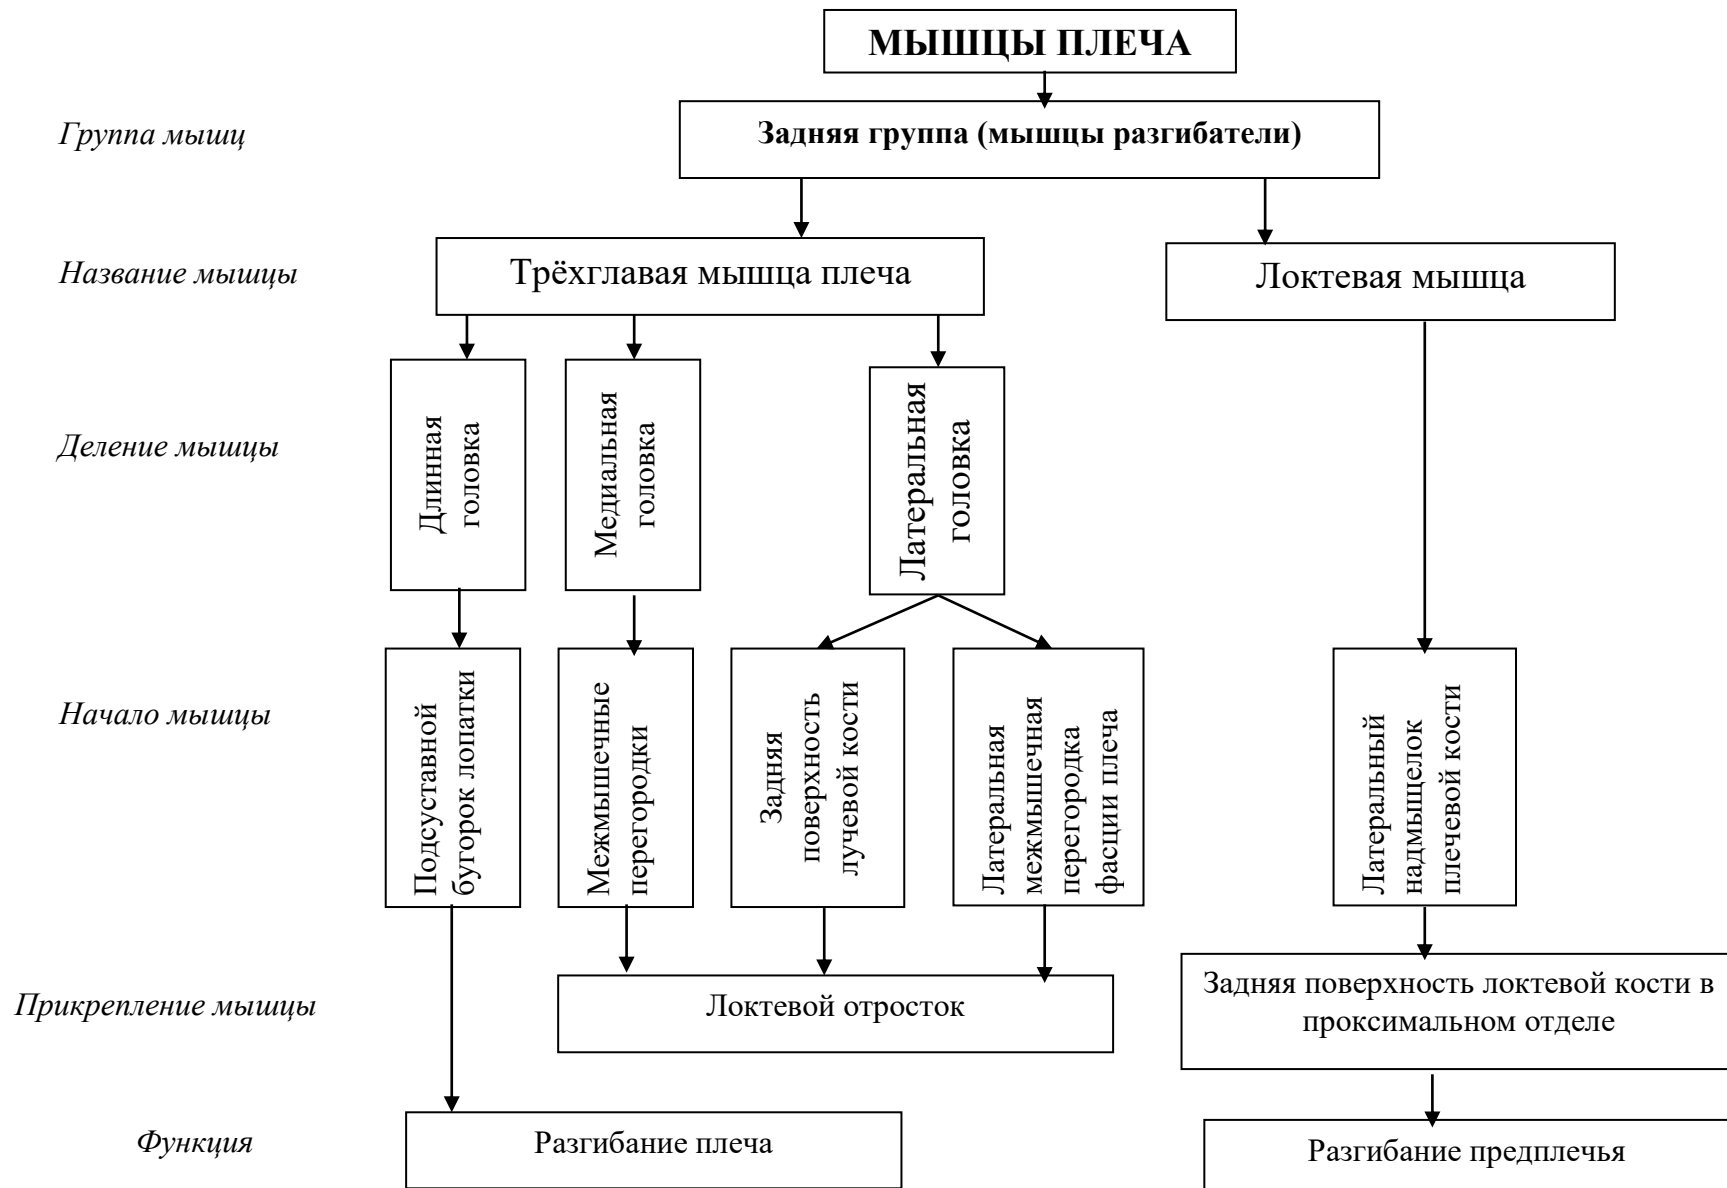 МЫШЦЫ ПЛЕЧА
Группа мышц
Задняя группа (мышцы разгибатели)
Название мышцы
Трёхглавая мышца плеча
Локтевая мышца
Деление мышцы
Длинная
головка
Медиальная
головка
Латеральная
головка
Начало мышцы
Подсуставной
бугорок лопатки
Межмышечные
перегородки
Задняя
поверхность
лучевой кости
Латеральная
межмышечная
перегородка
фасции плеча
Латеральный
надмыщелок
плечевой кости
Прикрепление мышцы
Локтевой отросток
Задняя поверхность локтевой кости в
проксимальном отделе
Функция
Разгибание плеча
Разгибание предплечья